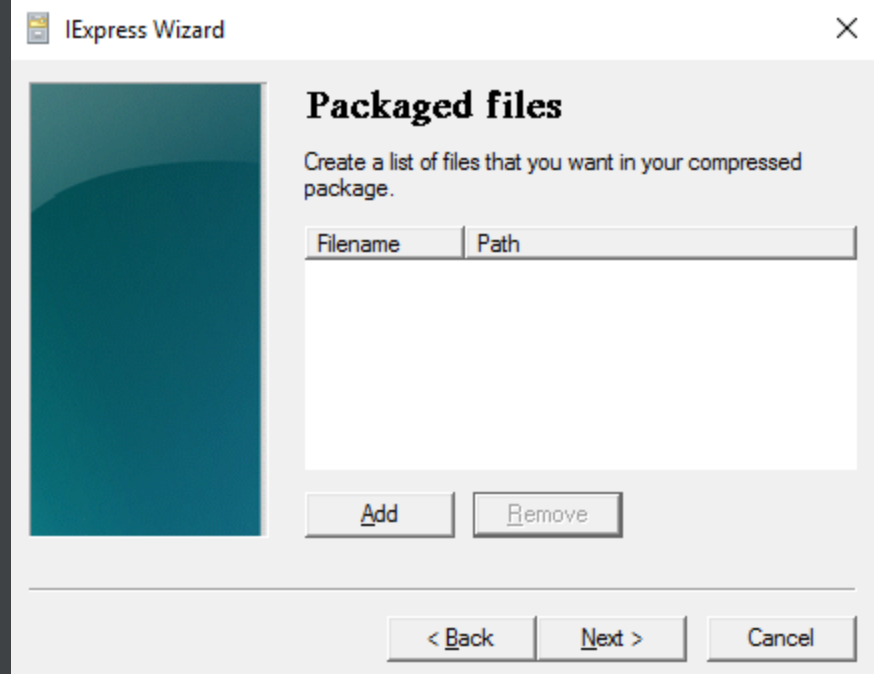 IExpress Wizard
Packaged files
Create a list of files that you want in your compressed
package.
Filename Path
Add Remove
< Back Next > Cancel